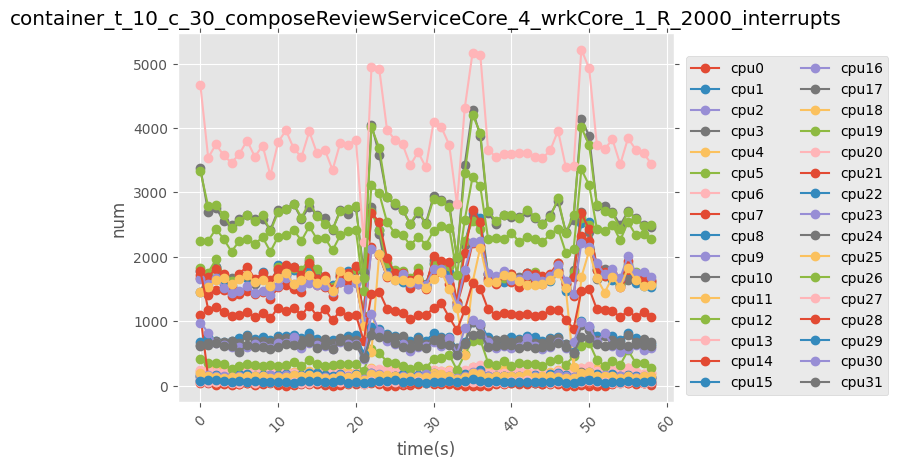 container_t_10_c_30_composeReviewServiceCore_4_wrkCore_1_R_2000_interrupts
num
5000
4000
3000
2000
1000
0
0
10
20
30
40
50
60
time(s)
cpu0
cpu1
cpu2
cpu3
cpu4
cpu5
cpu6
cpu7
cpu8
cpu9
cpu10
cpu11
cpu12
cpu13
cpu14
cpu15
cpu16
cpu17
cpu18
cpu19
cpu20
cpu21
cpu22
cpu23
cpu24
cpu25
cpu26
cpu27
cpu28
cpu29
cpu30
cpu31